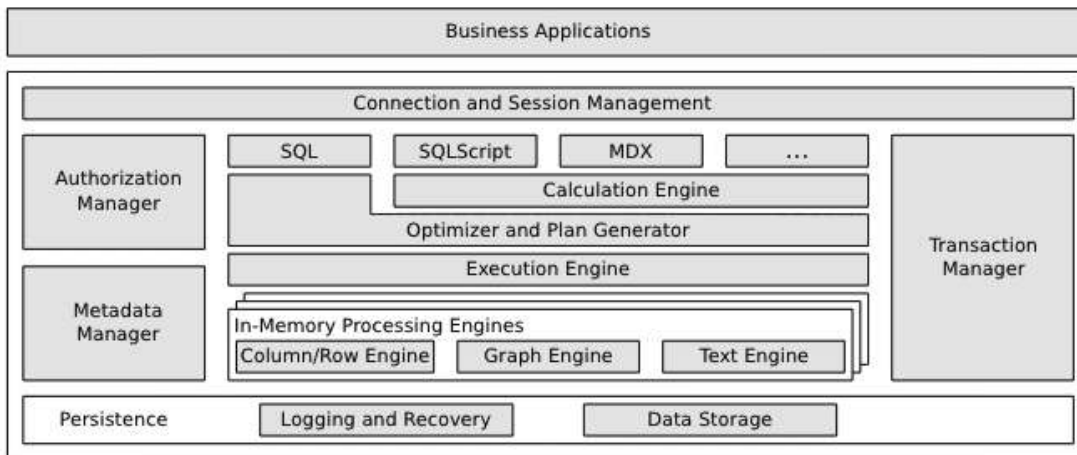 Business Applications
Connection and Session Management
Authorization
Manager
SQL
SQLScript
MDX
...
Calculation Engine
Optimizer and Plan Generator
Execution Engine
Transaction
Manager
Metadata
Manager
In-Memory Processing Engines
Column/Row Engine
Graph Engine
Text Engine
Persistence
Logging and Recovery
Data Storage